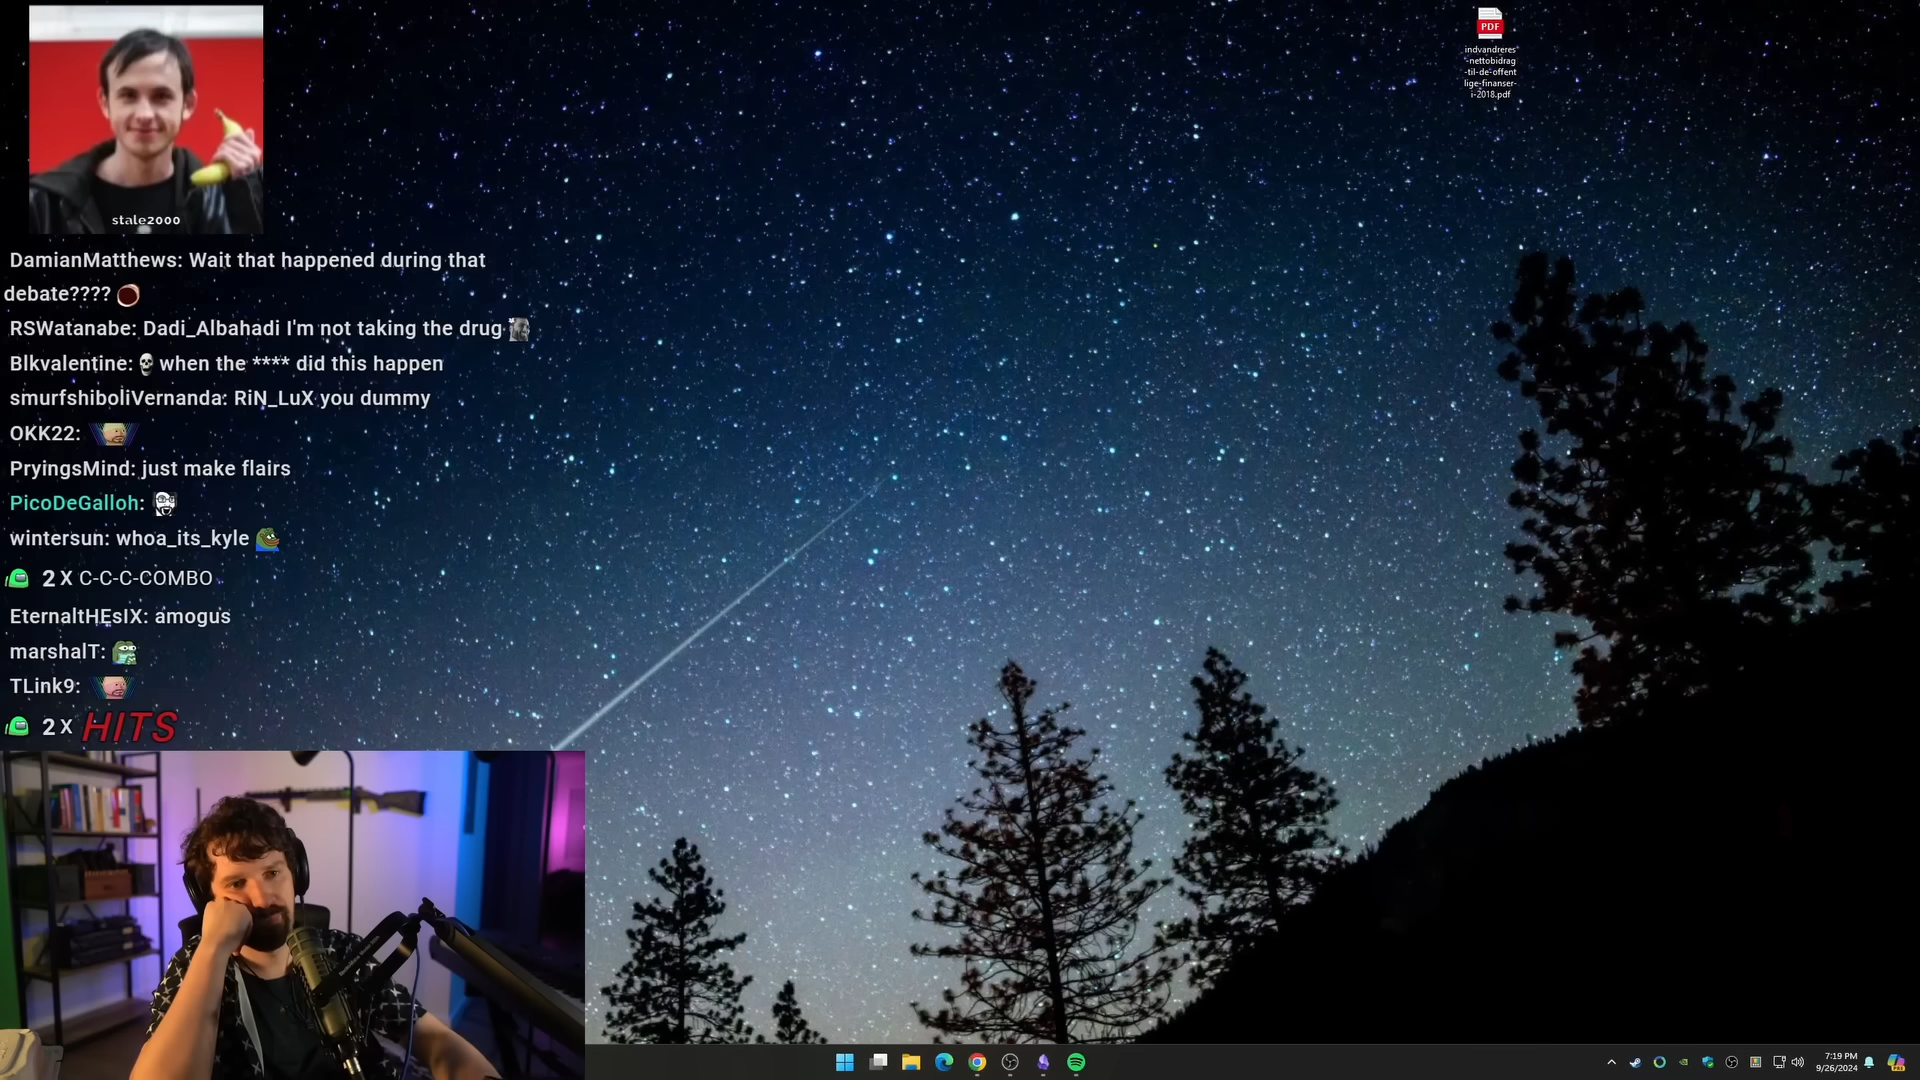 PDF
indvandreres
-nettobidrag
-til-de-offent
lige-finanser-
i-2018.pdf
stale2000
DamianMatthews: Wait that happened during that
debate????
RSWatanabe: Dadi_Albahadi I'm not taking the drug
Blkvalentine: when the **** did this happen
smurfshiboliVernanda: RiN_LuX you dummy
OKK22:
PryingsMind: just make flairs
PicoDeGalloh:
wintersun: whoa_its_kyle
2 X C-C-C-COMBO
EternaltHEsIX: amogus
marshalT:
TLink9:
2 X HITS
7:19 PM
9/26/2024